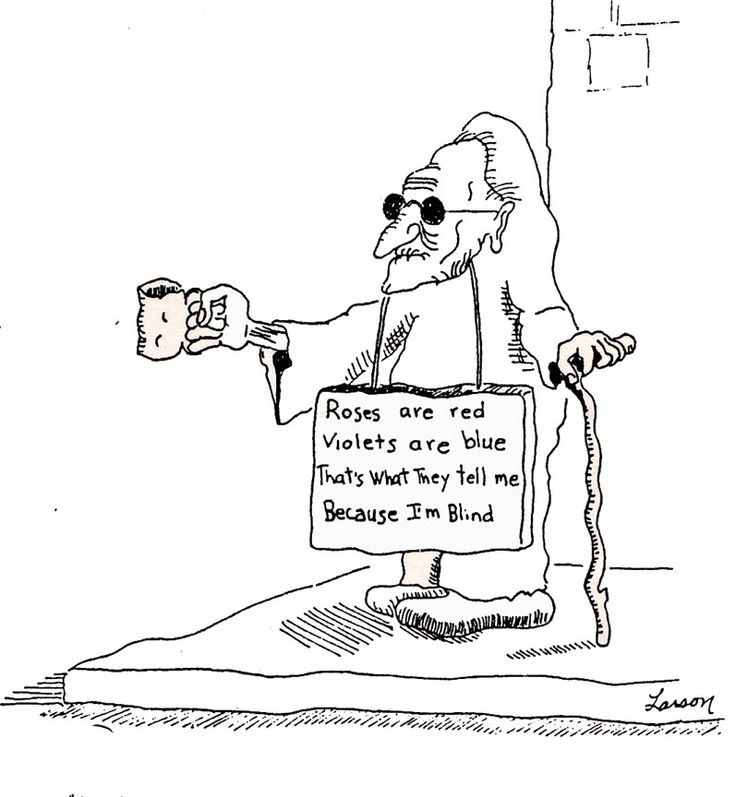 Roses are red
Violets are blue
That's What They tell me
Because I'm Blind
Larson